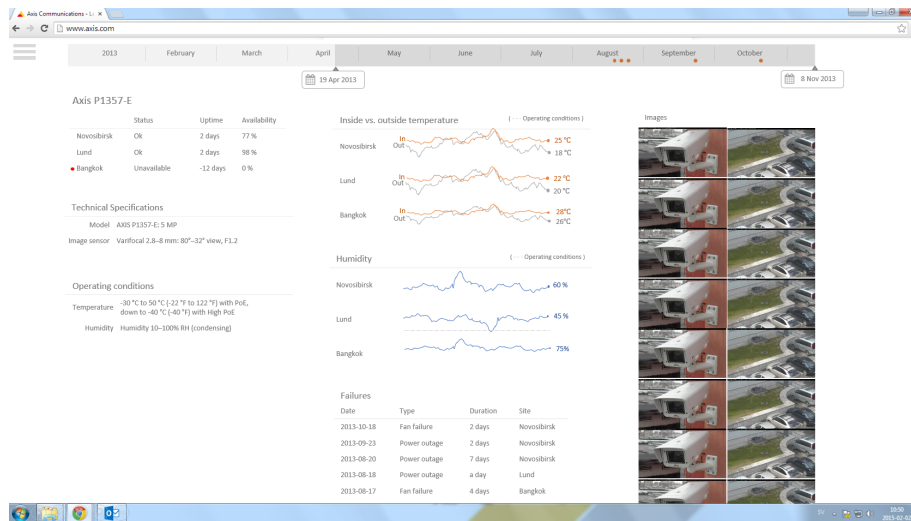 Axis Communications - L
www.axis.com
2013 February March April May June July August September October
19 Apr 2013 8 Nov 2013
Axis P1357-E
Status Uptime Availability
Novosibirsk Ok 2 days 77 %
Lund Ok 2 days 98 %
Bangkok Unavailable -12 days 0 %
Technical Specifications
Model AXIS P1357-E: 5 MP
Image sensor Varifocal 2.8–8 mm: 80°–32° view, F1.2
Operating conditions
Temperature -30 °C to 50 °C (-22 °F to 122 °F) with PoE,
down to -40 °C (-40 °F) with High PoE
Humidity Humidity 10–100% RH (condensing)
Inside vs. outside temperature ( ···· Operating conditions )
Novosibirsk In 25 °C
Out 18 °C
Lund In 22 °C
Out 20 °C
Bangkok In 28°C
Out 26°C
Humidity ( ···· Operating conditions )
Novosibirsk 60 %
Lund 45 %
Bangkok 75%
Failures
Date Type Duration Site
2013-10-18 Fan failure 2 days Novosibirsk
2013-09-23 Power outage 2 days Novosibirsk
2013-08-20 Power outage 7 days Novosibirsk
2013-08-18 Power outage a day Lund
2013-08-17 Fan failure 4 days Bangkok
Images
SV
10:50
2015-02-02